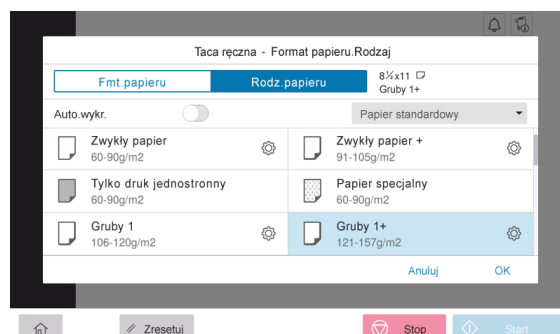 Taca ręczna - Format papieru.Rodzaj
Fmt.papieru
Rodz.papieru
8½x11
Gruby 1+
Auto.wykr.
Papier standardowy
Zwykły papier
60-90g/m2
Zwykły papier +
91-105g/m2
Tylko druk jednostronny
60-90g/m2
Papier specjalny
60-90g/m2
Gruby 1
106-120g/m2
Gruby 1+
121-157g/m2
Anuluj
OK
Zresetuj
Stop
Start